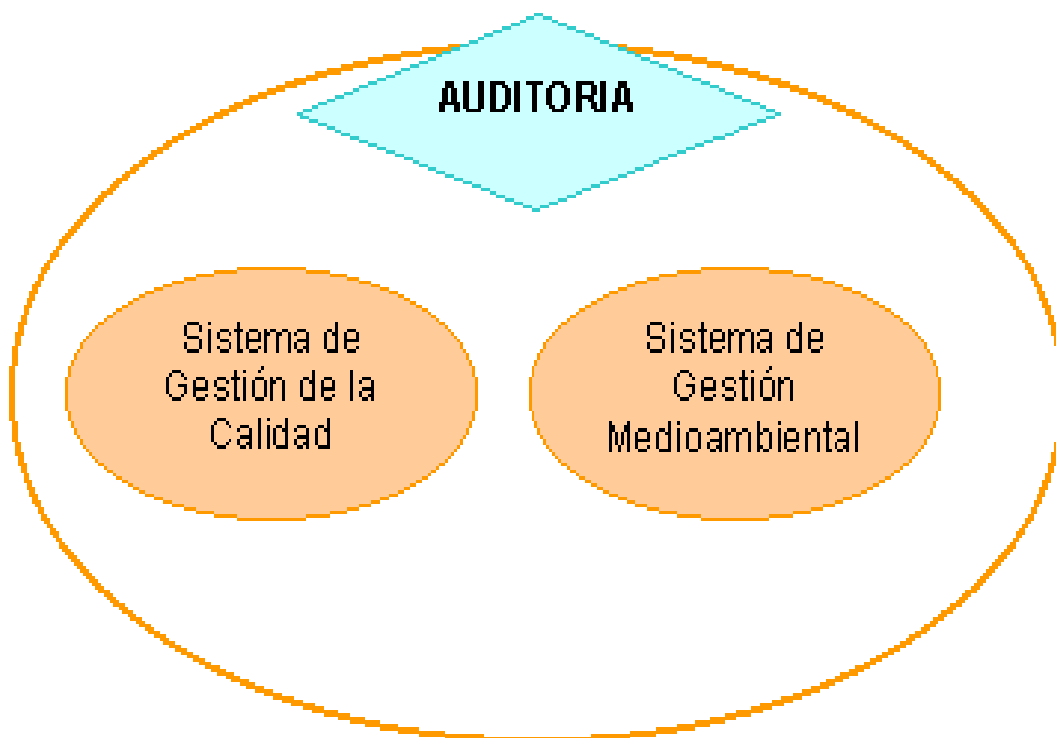 AUDITORIA
Sistema de
Gestión de la
Calidad
Sistema de
Gestión
Medioambiental